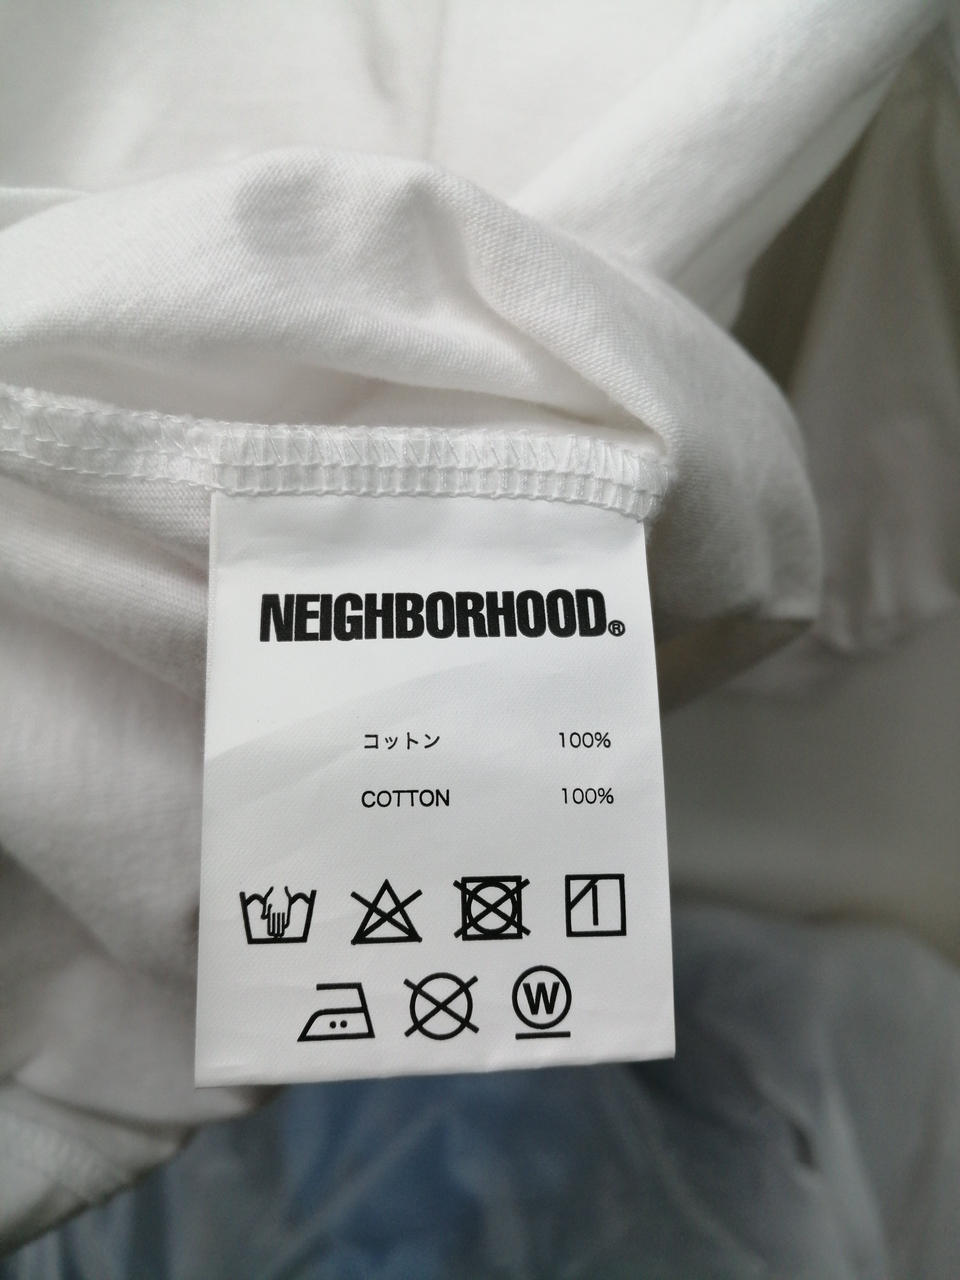 NEIGHBORHOOD®
コットン 100%
COTTON 100%
W